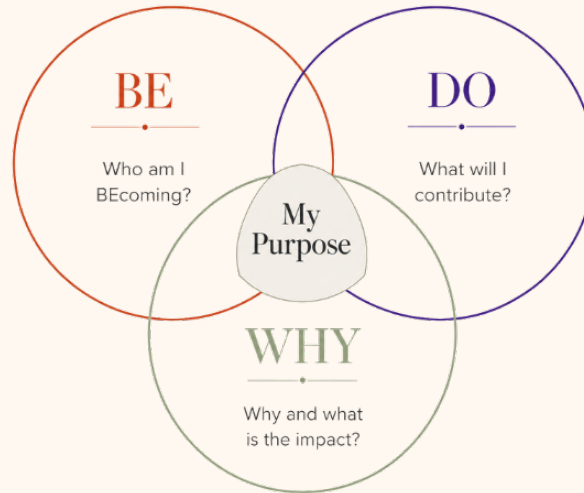 BE
Who am I
BEcoming?
DO
What will I
contribute?
My
Purpose
WHY
Why and what
is the impact?